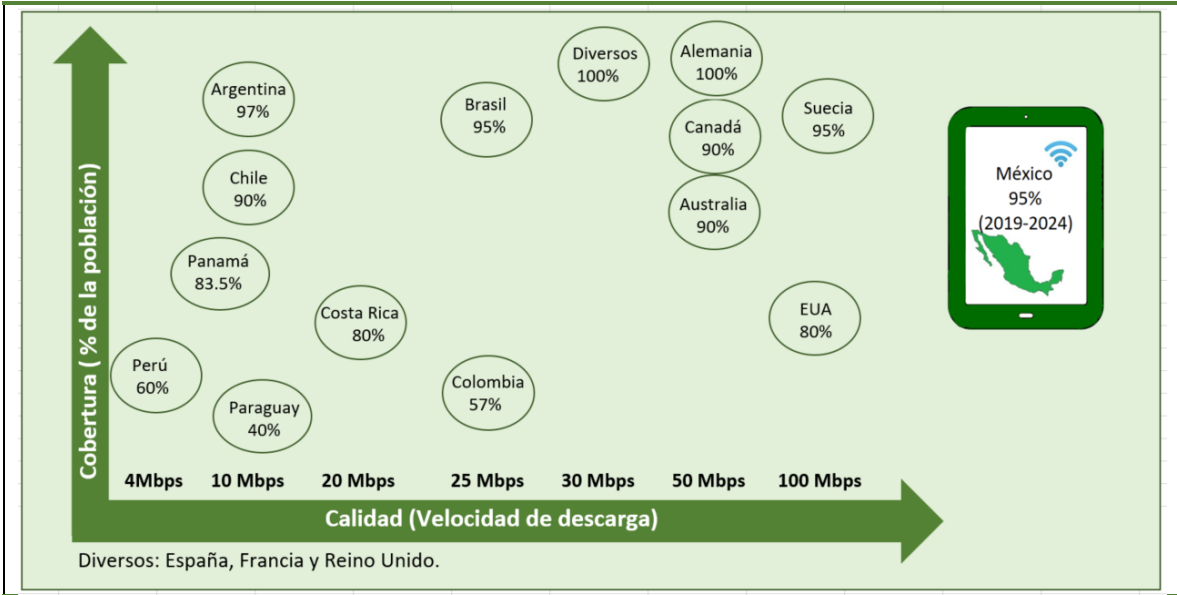 Cobertura ( % de la población)
Argentina
97%
Chile
90%
Panamá
83.5%
Perú
60%
Paraguay
40%
Costa Rica
80%
Brasil
95%
Colombia
57%
Diversos
100%
Alemania
100%
Canadá
90%
Australia
90%
Suecia
95%
EUA
80%
México
95%
(2019-2024)
4Mbps 10 Mbps 20 Mbps 25 Mbps 30 Mbps 50 Mbps 100 Mbps
Calidad (Velocidad de descarga)
Diversos: España, Francia y Reino Unido.